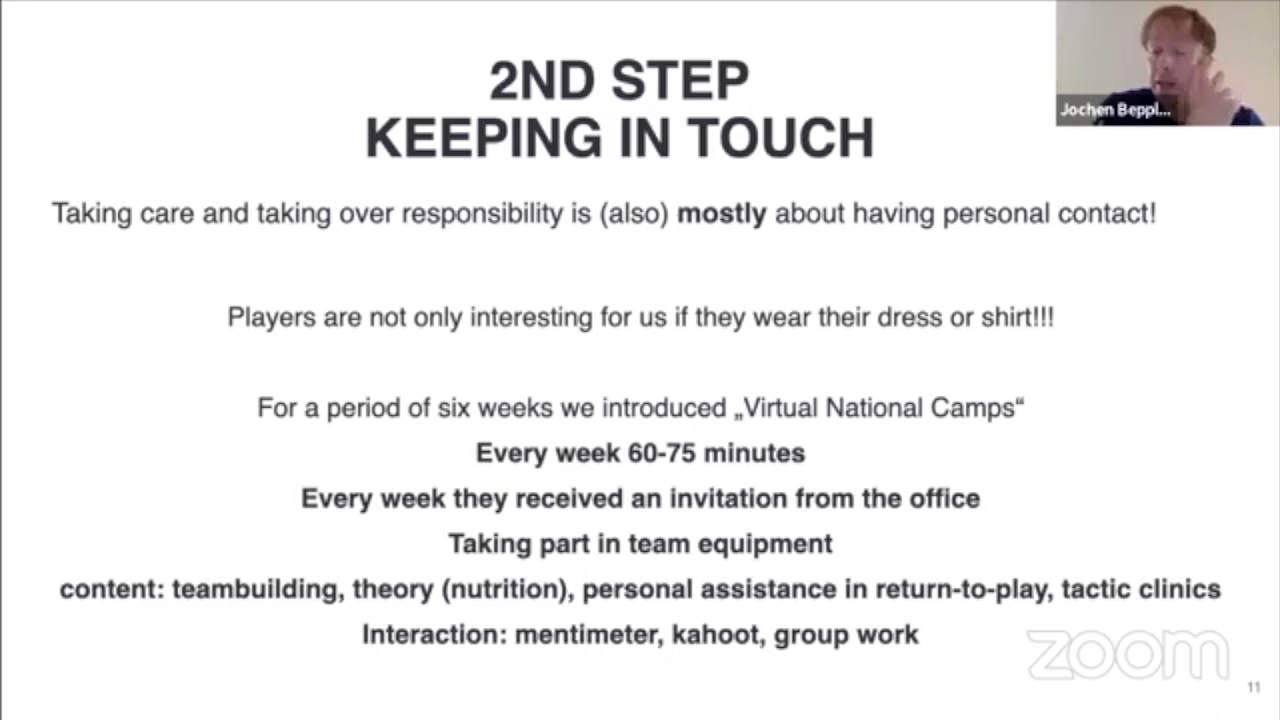 2ND STEP
KEEPING IN TOUCH
Jochen Beppl...
Taking care and taking over responsibility is (also) mostly about having personal contact!
Players are not only interesting for us if they wear their dress or shirt!!!
For a period of six weeks we introduced „Virtual National Camps“
Every week 60-75 minutes
Every week they received an invitation from the office
Taking part in team equipment
content: teambuilding, theory (nutrition), personal assistance in return-to-play, tactic clinics
Interaction: mentimeter, kahoot, group work
zoom
11